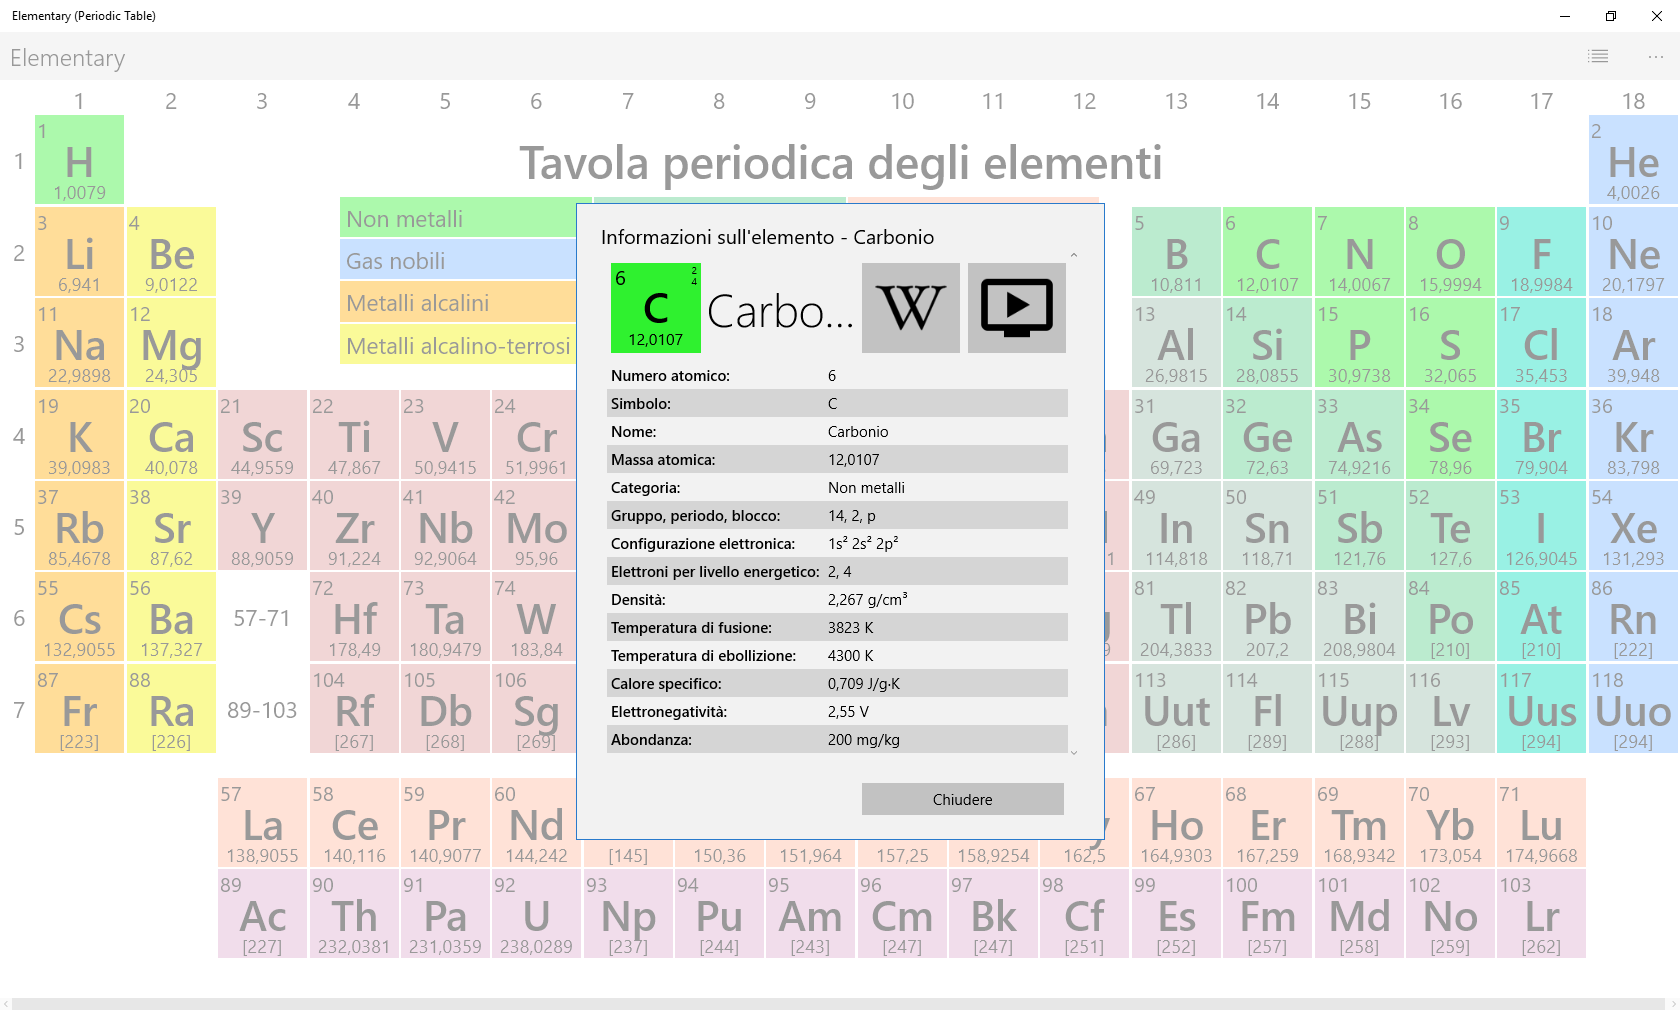 Elementary (Periodic Table)
Elementary
1 2 3 4 5 6 7 8 9 10 11 12 13 14 15 16 17 18
Tavola periodica degli elementi
1
1 H 1,0079
2 He 4,0026
Non metalli
Gas nobili
Metalli alcalini
Metalli alcalino-terrosi
2
3 Li 6,941
4 Be 9,0122
5 B 10,811
6 C 12,0107
7 N 14,0067
8 O 15,9994
9 F 18,9984
10 Ne 20,1797
3
11 Na 22,9898
12 Mg 24,305
13 Al 26,9815
14 Si 28,0855
15 P 30,9738
16 S 32,065
17 Cl 35,453
18 Ar 39,948
4
19 K 39,0983
20 Ca 40,078
21 Sc 44,9559
22 Ti 47,867
23 V 50,9415
24 Cr 51,9961
31 Ga 69,723
32 Ge 72,63
33 As 74,9216
34 Se 78,96
35 Br 79,904
36 Kr 83,798
5
37 Rb 85,4678
38 Sr 87,62
39 Y 88,9059
40 Zr 91,224
41 Nb 92,9064
42 Mo 95,96
49 In 114,818
50 Sn 118,71
51 Sb 121,76
52 Te 127,6
53 I 126,9045
54 Xe 131,293
6
55 Cs 132,9055
56 Ba 137,327
57-71
72 Hf 178,49
73 Ta 180,9479
74 W 183,84
81 Tl 204,3833
82 Pb 207,2
83 Bi 208,9804
84 Po [210]
85 At [210]
86 Rn [222]
7
87 Fr [223]
88 Ra [226]
89-103
104 Rf [267]
105 Db [268]
106 Sg [269]
113 Uut [286]
114 Fl [289]
115 Uup [288]
116 Lv [293]
117 Uus [294]
118 Uuo [294]
57 La 138,9055
58 Ce 140,116
59 Pr 140,9077
60 Nd 144,242
[145]
150,36
151,964
157,25
158,9254
162,5
67 Ho 164,9303
68 Er 167,259
69 Tm 168,9342
70 Yb 173,054
71 Lu 174,9668
89 Ac [227]
90 Th 232,0381
91 Pa 231,0359
92 U 238,0289
93 Np [237]
94 Pu [244]
95 Am [243]
96 Cm [247]
97 Bk [247]
98 Cf [251]
99 Es [252]
100 Fm [257]
101 Md [258]
102 No [259]
103 Lr [262]
Informazioni sull'elemento - Carbonio
6 2 4
C
12,0107
Carbo...
W
Numero atomico: 6
Simbolo: C
Nome: Carbonio
Massa atomica: 12,0107
Categoria: Non metalli
Gruppo, periodo, blocco: 14, 2, p
Configurazione elettronica: 1s² 2s² 2p²
Elettroni per livello energetico: 2, 4
Densità: 2,267 g/cm³
Temperatura di fusione: 3823 K
Temperatura di ebollizione: 4300 K
Calore specifico: 0,709 J/g·K
Elettronegatività: 2,55 V
Abondanza: 200 mg/kg
Chiudere